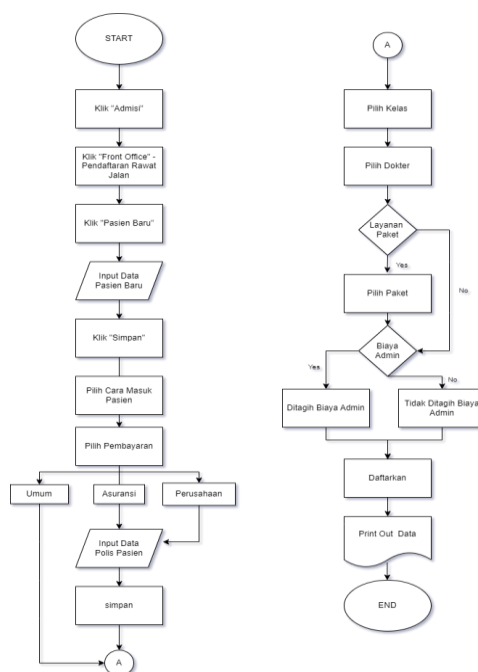 START
Klik "Admisi"
Klik "Front Office" -
Pendaftaran Rawat
Jalan
Klik "Pasien Baru"
Input Data
Pasien Baru
Klik "Simpan"
Pilih Cara Masuk
Pasien
Pilih Pembayaran
Umum
Asuransi
Perusahaan
Input Data
Polis Pasien
simpan
A
A
Pilih Kelas
Pilih Dokter
Layanan
Paket
Yes.
No.
Pilih Paket
Biaya
Admin
Yes.
No.
Ditagih Biaya Admin
Tidak Ditagih Biaya
Admin
Daftarkan
Print Out Data
END